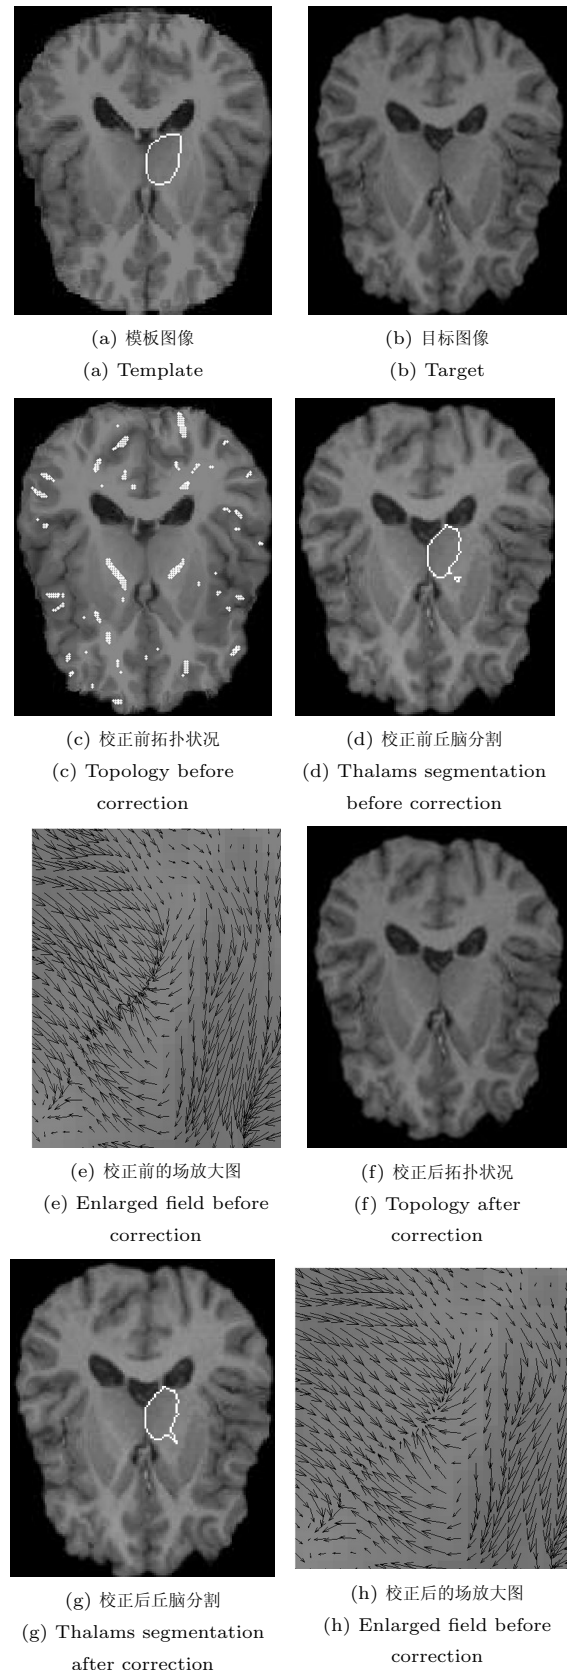 (a) 模板图像
(a) Template
(b) 目标图像
(b) Target
(c) 校正前拓扑状况
(c) Topology before
correction
(d) 校正前丘脑分割
(d) Thalams segmentation
before correction
(e) 校正前的场放大图
(e) Enlarged field before
correction
(f) 校正后拓扑状况
(f) Topology after
correction
(g) 校正后丘脑分割
(g) Thalams segmentation
after correction
(h) 校正后的场放大图
(h) Enlarged field before
correction